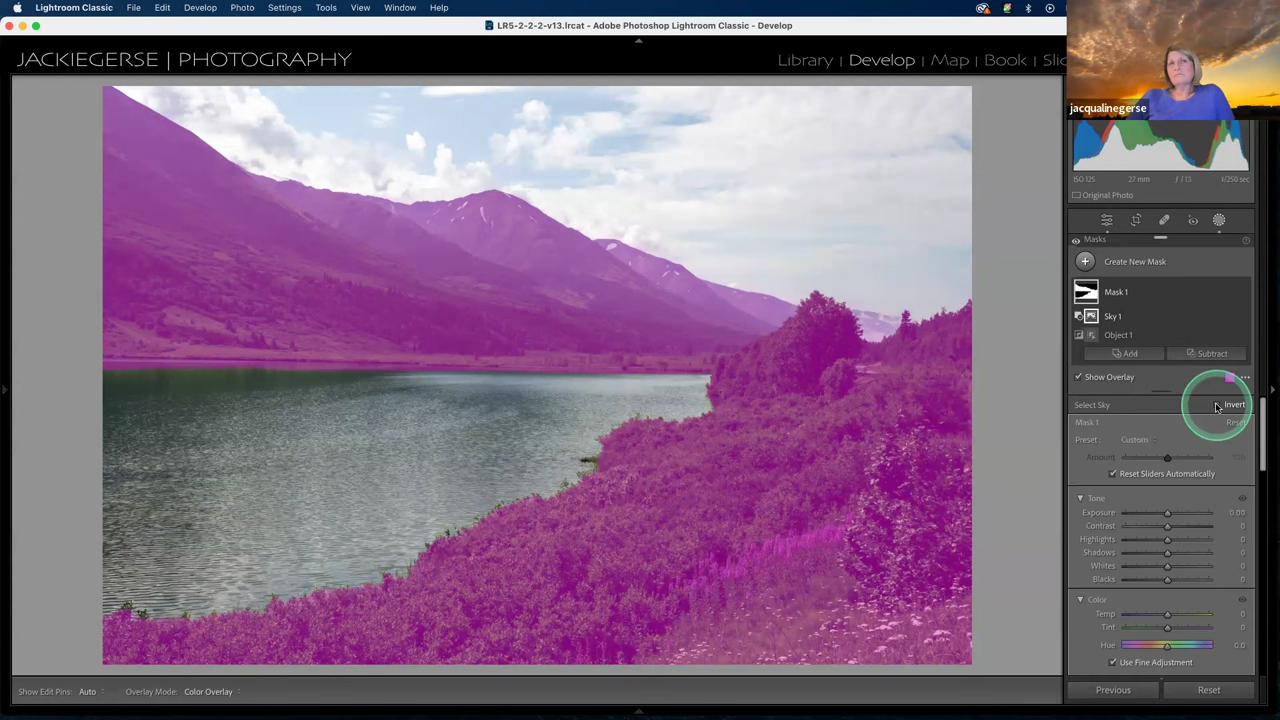 Lightroom Classic File Edit Develop Photo Settings Tools View Window Help
LR5-2-2-2-v13.lrcat - Adobe Photoshop Lightroom Classic - Develop
JACKIEGERSE | PHOTOGRAPHY
Library | Develop | Map | Book | Slid
jacqualinegerse
ISO 125 27 mm f / 13 1/250 sec
Original Photo
Masks
Create New Mask
Mask 1
Sky 1
Object 1
Add Subtract
Show Overlay
Select Sky Invert
Mask 1 Reset
Preset : Custom
Amount 100
Reset Sliders Automatically
Tone
Exposure 0.00
Contrast 0
Highlights 0
Shadows 0
Whites 0
Blacks 0
Color
Temp 0
Tint 0
Hue 0.0
Use Fine Adjustment
Show Edit Pins: Auto Overlay Mode: Color Overlay
Previous Reset